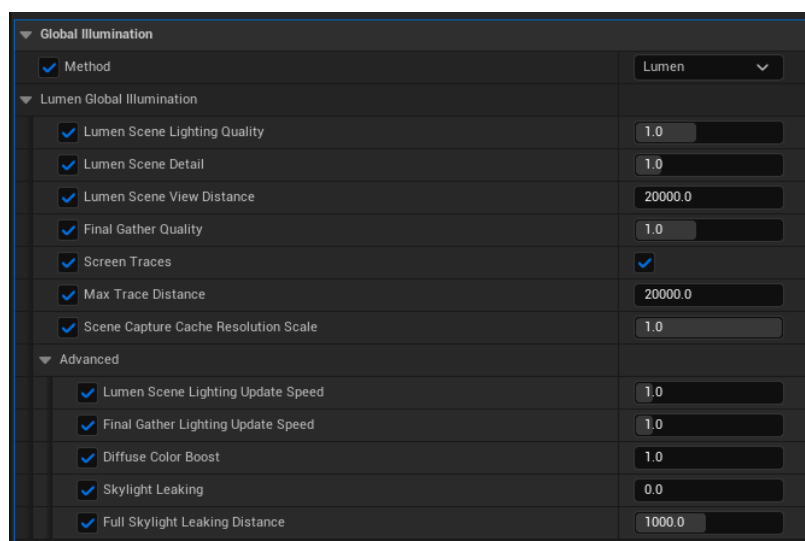 Global Illumination
Method Lumen
Lumen Global Illumination
Lumen Scene Lighting Quality 1.0
Lumen Scene Detail 1.0
Lumen Scene View Distance 20000.0
Final Gather Quality 1.0
Screen Traces
Max Trace Distance 20000.0
Scene Capture Cache Resolution Scale 1.0
Advanced
Lumen Scene Lighting Update Speed 1.0
Final Gather Lighting Update Speed 1.0
Diffuse Color Boost 1.0
Skylight Leaking 0.0
Full Skylight Leaking Distance 1000.0